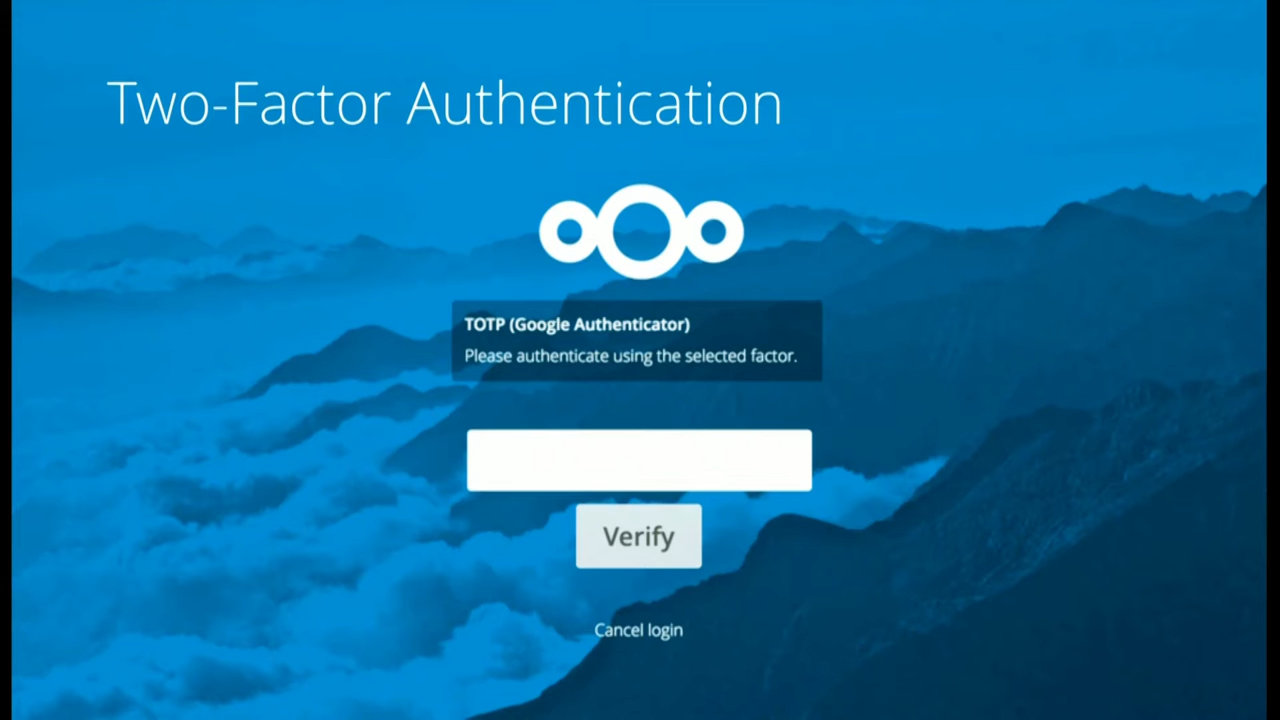 Two-Factor Authentication
TOTP (Google Authenticator)
Please authenticate using the selected factor.
Verify
Cancel login